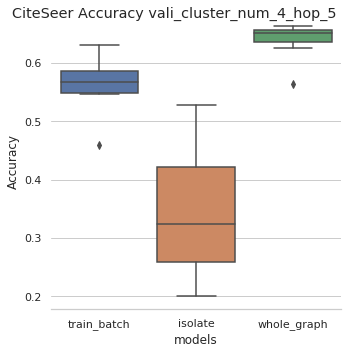 CiteSeer Accuracy vali_cluster_num_4_hop_5
0.6
0.5
0.4
0.3
0.2
Accuracy
train_batch isolate whole_graph
models